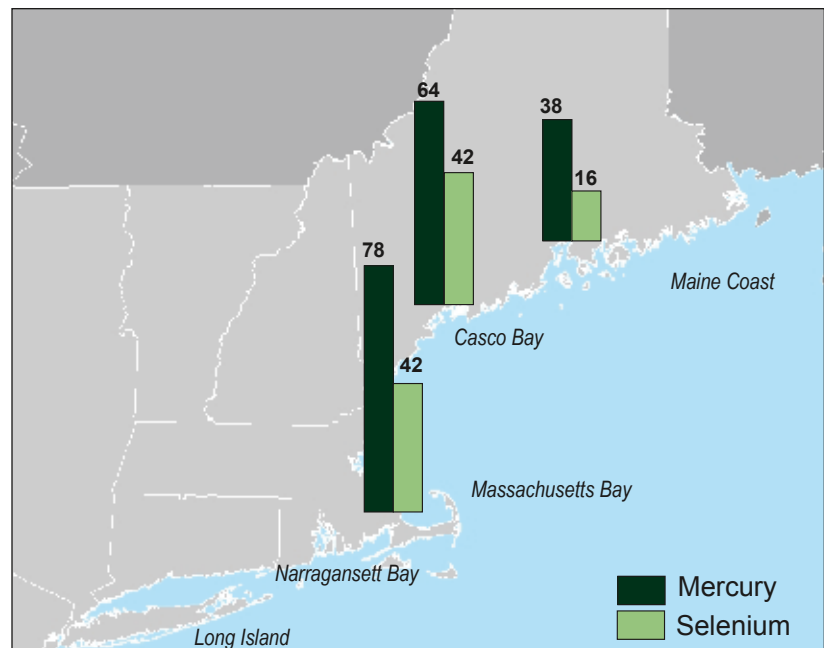 64
38
42
16
78
Maine Coast
Casco Bay
42
Massachusetts Bay
Narragansett Bay
Mercury
Selenium
Long Island